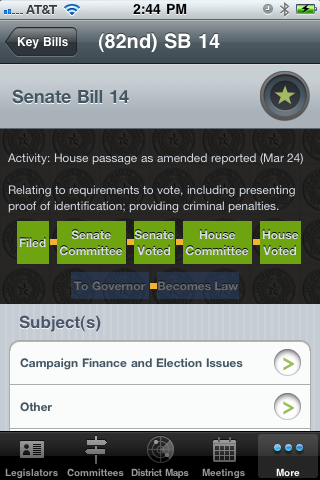 AT&T 2:44 PM
Key Bills (82nd) SB 14
Senate Bill 14
Activity: House passage as amended reported (Mar 24)
Relating to requirements to vote, including presenting
proof of identification; providing criminal penalties.
Filed Senate Committee Senate Voted House Committee House Voted
To Governor Becomes Law
Subject(s)
Campaign Finance and Election Issues
Other
Legislators Committees District Maps Meetings More